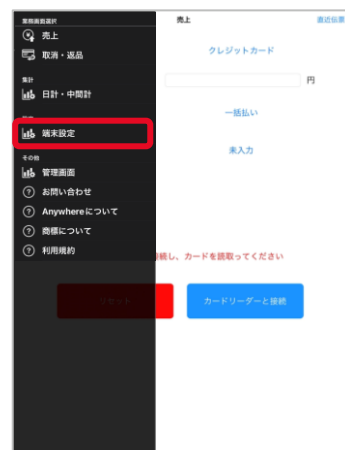 業務画面選択
売上
取消・返品
集計
日計・中間計
端末設定
その他
管理画面
お問い合わせ
Anywhereについて
商標について
利用規約
売上
直近伝票
クレジットカード
円
一括払い
未入力
続し、カードを読取ってください
リセット
カードリーダーと接続